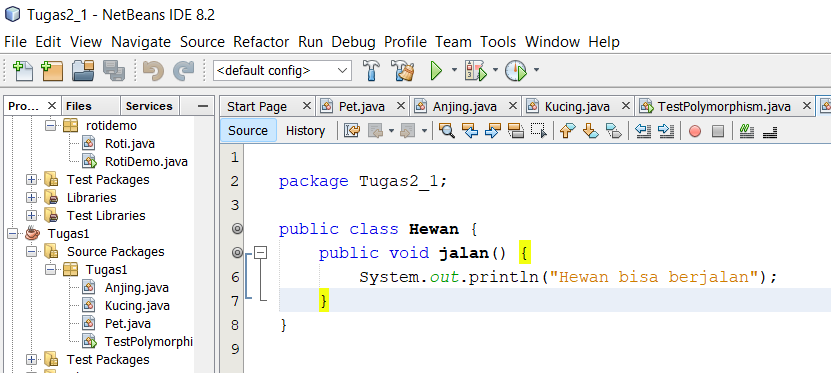 Tugas2_1 - NetBeans IDE 8.2
File Edit View Navigate Source Refactor Run Debug Profile Team Tools Window Help
<default config>
Pro... Files Services
Start Page Pet.java Anjing.java Kucing.java TestPolymorphism.java
Source History
rotidemo
Roti.java
RotiDemo.java
Test Packages
Libraries
Test Libraries
Tugas1
Source Packages
Tugas1
Anjing.java
Kucing.java
Pet.java
TestPolymorphi
Test Packages
1
2 package Tugas2_1;
3
public class Hewan {
public void jalan() {
6 System.out.println("Hewan bisa berjalan");
7 }
8 }
9